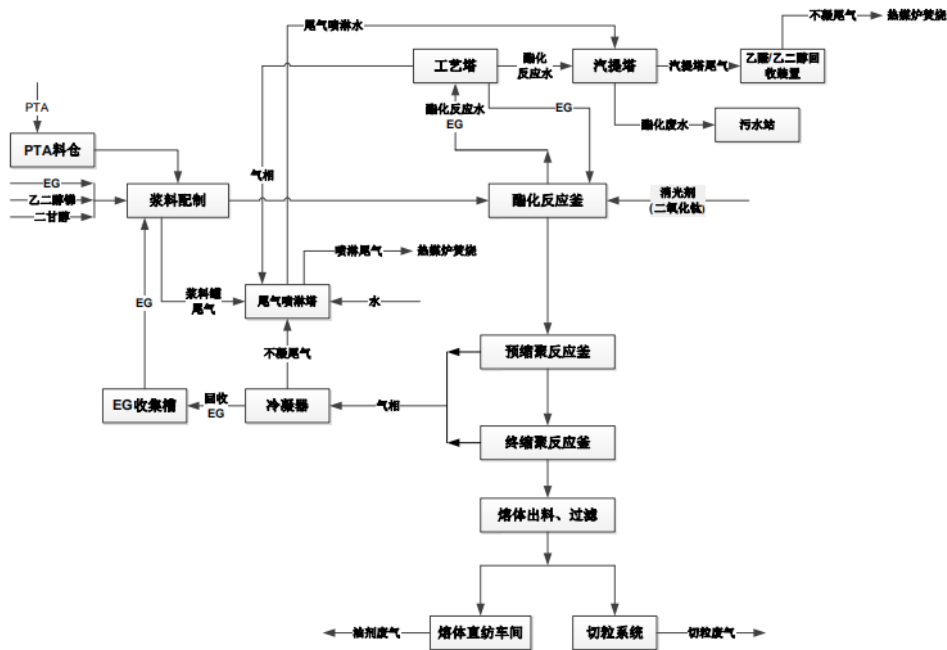 尾气喷淋水
不凝尾气
热媒炉焚烧
工艺塔
酯化
反应水
汽提塔
汽提塔尾气
乙醛/乙二醇回
收装置
PTA
酯化反应水
EG
EG
酯化废水
污水站
PTA料仓
气相
EG
乙二醇锑
二甘醇
浆料配制
酯化反应釜
消光剂
(二氧化钛)
喷淋尾气
热媒炉焚烧
EG
浆料罐
尾气
尾气喷淋塔
水
不凝尾气
预缩聚反应釜
EG收集槽
回收
EG
冷凝器
气相
终缩聚反应釜
熔体出料、过滤
油剂废气
熔体直纺车间
切粒系统
切粒废气